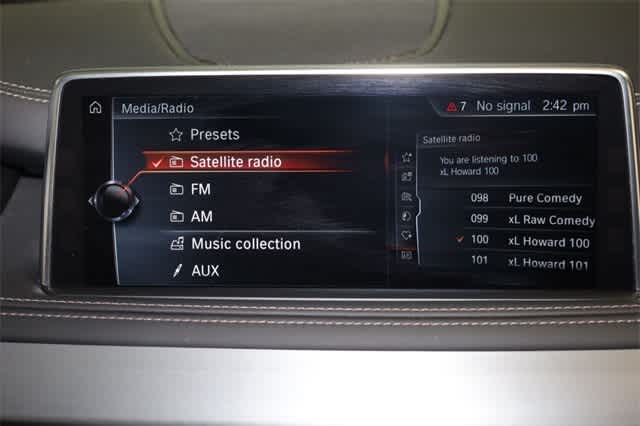 Media/Radio
7 No signal 2:42 pm
Presets
Satellite radio
FM
AM
Music collection
AUX
Satellite radio
You are listening to 100
xL Howard 100
098 Pure Comedy
099 xL Raw Comedy
100 xL Howard 100
101 xL Howard 101